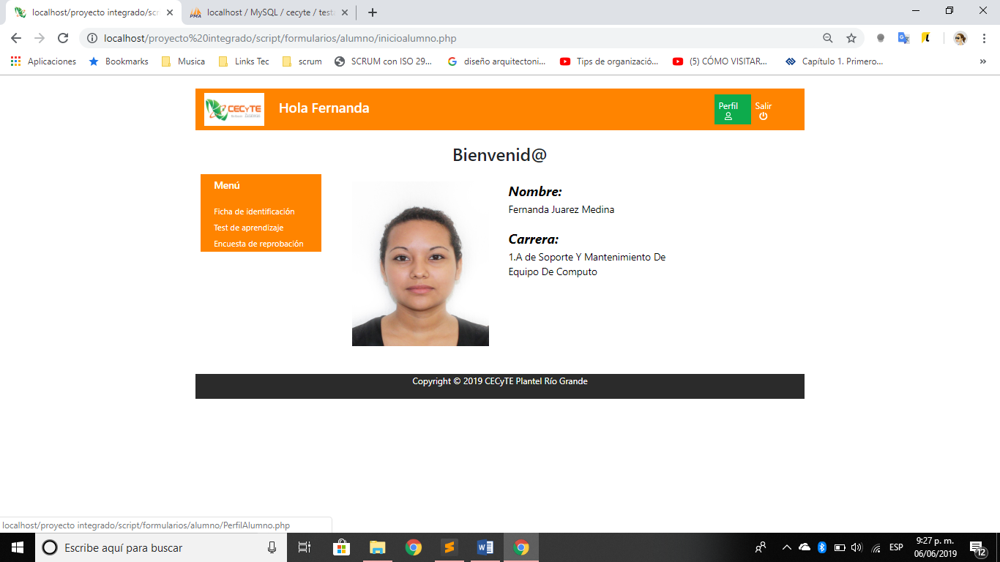 localhost/proyecto integrado/scr
localhost / MySQL / cecyte / test
localhost/proyecto%20integrado/script/formularios/alumno/inicioalumno.php
Aplicaciones
Bookmarks
Musica
Links Tec
scrum
SCRUM con ISO 29...
diseño arquitectoni...
Tips de organizació...
(5) CÓMO VISITAR...
Capítulo 1. Primero...
»
CECyTE
Zacatecas
Hola Fernanda
Perfil
Salir
Bienvenid@
Menú
Ficha de identificación
Test de aprendizaje
Encuesta de reprobación
Nombre:
Fernanda Juarez Medina
Carrera:
1.A de Soporte Y Mantenimiento De
Equipo De Computo
Copyright © 2019 CECyTE Plantel Río Grande
localhost/proyecto integrado/script/formularios/alumno/PerfilAlumno.php
Escribe aquí para buscar
ESP
9:27 p. m.
06/06/2019
12